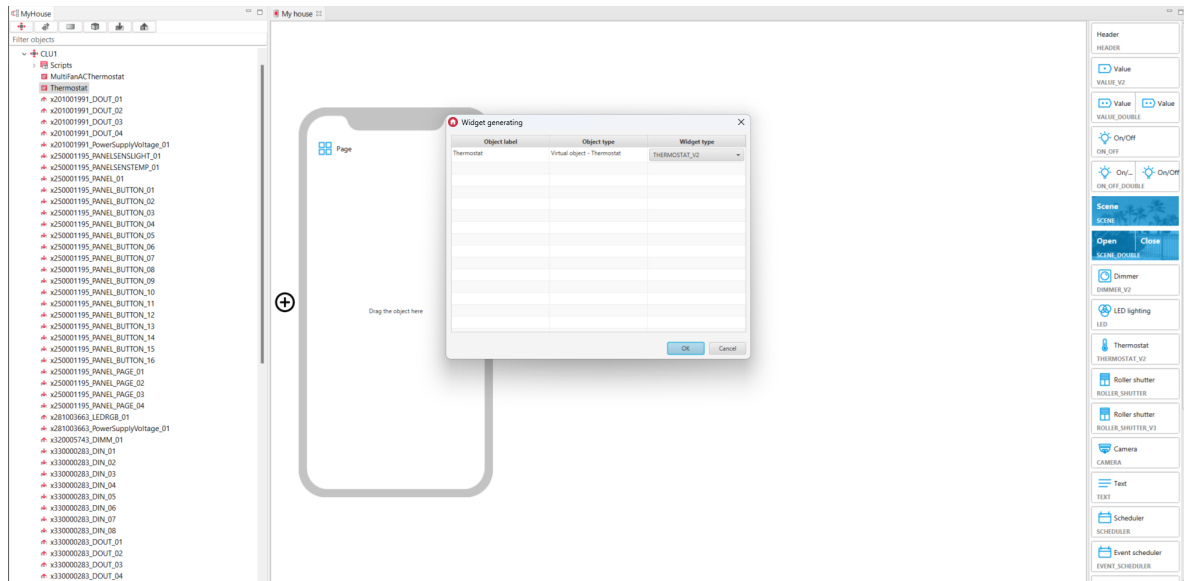 MyHouse
My house
Filter objects
CLU1
Scripts
MultiFanACThermostat
Thermostat
x201001991_DOUT_01
x201001991_DOUT_02
x201001991_DOUT_03
x201001991_DOUT_04
x201001991_PowerSupplyVoltage_01
x250001195_PANELSENSLIGHT_01
x250001195_PANELSENSTEMP_01
x250001195_PANEL_01
x250001195_PANEL_BUTTON_01
x250001195_PANEL_BUTTON_02
x250001195_PANEL_BUTTON_03
x250001195_PANEL_BUTTON_04
x250001195_PANEL_BUTTON_05
x250001195_PANEL_BUTTON_06
x250001195_PANEL_BUTTON_07
x250001195_PANEL_BUTTON_08
x250001195_PANEL_BUTTON_09
x250001195_PANEL_BUTTON_10
x250001195_PANEL_BUTTON_11
x250001195_PANEL_BUTTON_12
x250001195_PANEL_BUTTON_13
x250001195_PANEL_BUTTON_14
x250001195_PANEL_BUTTON_15
x250001195_PANEL_BUTTON_16
x250001195_PANEL_PAGE_01
x250001195_PANEL_PAGE_02
x250001195_PANEL_PAGE_03
x250001195_PANEL_PAGE_04
x281003663_LEDRGB_01
x281003663_PowerSupplyVoltage_01
x320005743_DIMM_01
x330000283_DIN_01
x330000283_DIN_02
x330000283_DIN_03
x330000283_DIN_04
x330000283_DIN_05
x330000283_DIN_06
x330000283_DIN_07
x330000283_DIN_08
x330000283_DOUT_01
x330000283_DOUT_02
x330000283_DOUT_03
x330000283_DOUT_04
Page
Drag the object here
Widget generating
Object label Object type Widget type
Thermostat Virtual object - Thermostat THERMOSTAT_V2
OK Cancel
Header
HEADER
Value
VALUE_V2
Value Value
VALUE_DOUBLE
On/Off
ON_OFF
On/... On/Off
ON_OFF_DOUBLE
Scene
SCENE
Open Close
SCENE_DOUBLE
Dimmer
DIMMER_V2
LED lighting
LED
Thermostat
THERMOSTAT_V2
Roller shutter
ROLLER_SHUTTER
Roller shutter
ROLLER_SHUTTER_V2
Camera
CAMERA
Text
TEXT
Scheduler
SCHEDULER
Event scheduler
EVENT_SCHEDULER